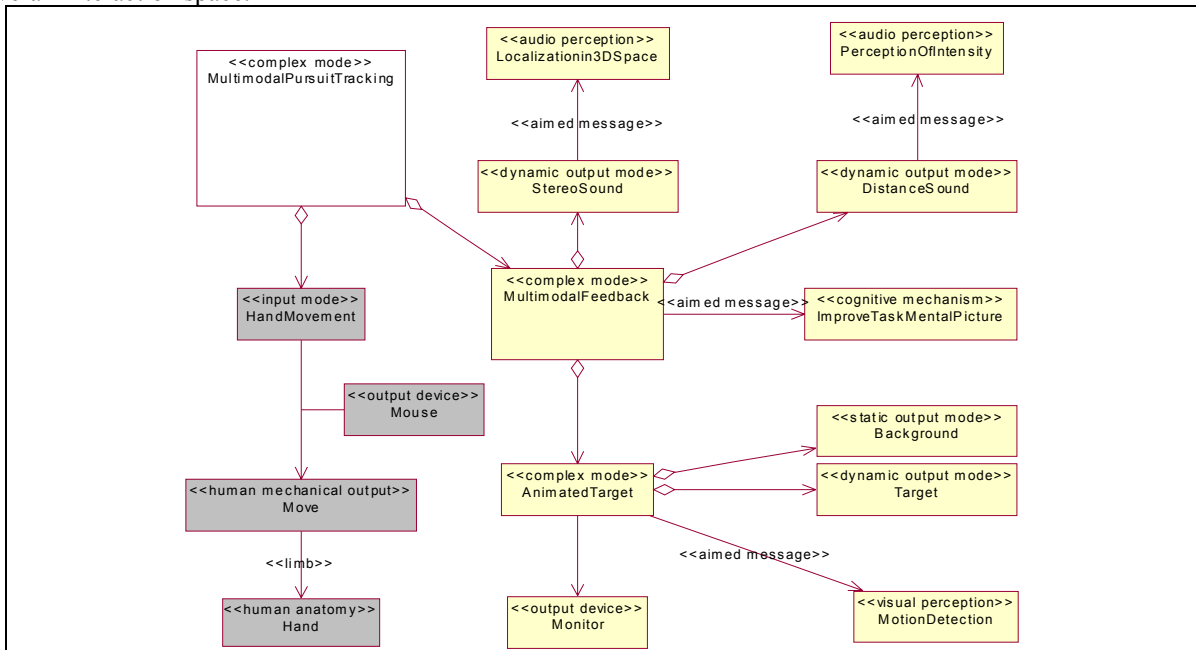 <<complex mode>>
MultimodalPursuitTracking
<<audio perception>>
Localizationin3DSpace
<<audio perception>>
PerceptionOfIntensity
<<aimed message>>
<<aimed message>>
<<dynamic output mode>>
StereoSound
<<dynamic output mode>>
DistanceSound
<<complex mode>>
MultimodalFeedback
<<aimed message>>
<<cognitive mechanism>>
ImproveTaskMentalPicture
<<input mode>>
HandMovement
<<output device>>
Mouse
<<static output mode>>
Background
<<complex mode>>
AnimatedTarget
<<dynamic output mode>>
Target
<<human mechanical output>>
Move
<<aimed message>>
<<limb>>
<<human anatomy>>
Hand
<<output device>>
Monitor
<<visual perception>>
MotionDetection